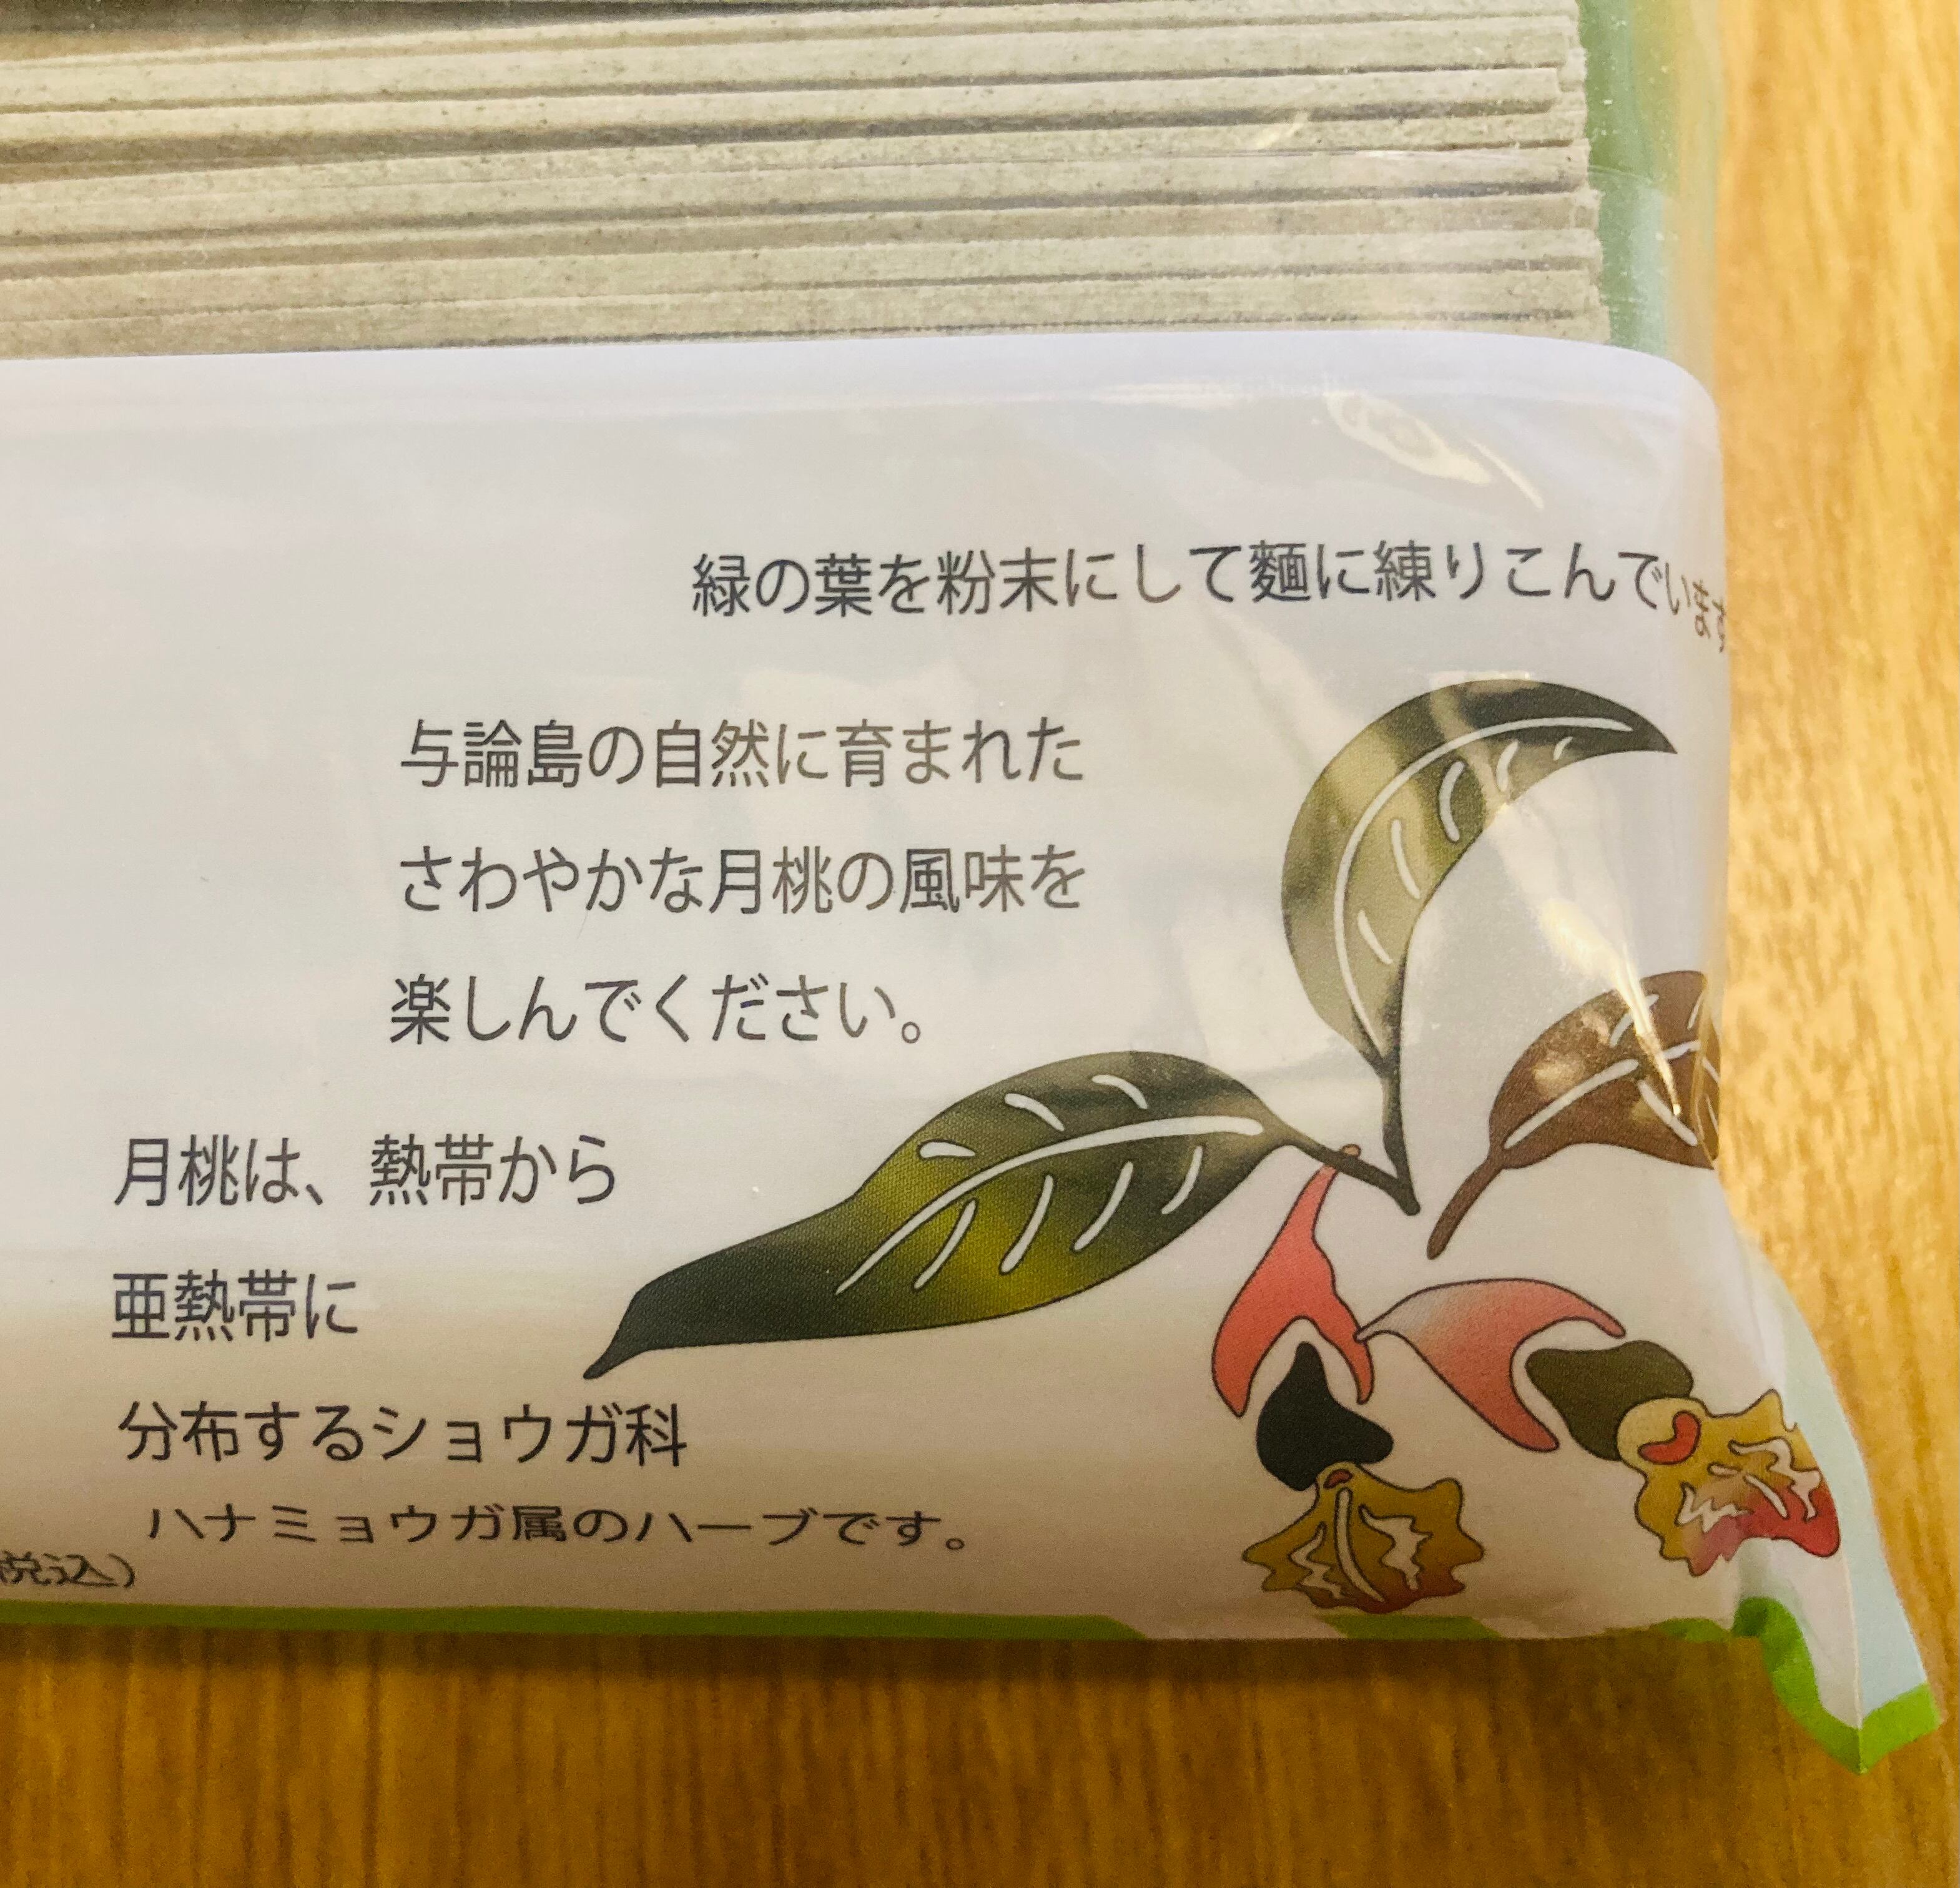 緑の葉を粉末にして麺に練りこんでいます
与論島の自然に育まれた
さわやかな月桃の風味を
楽しんでください。
月桃は、熱帯から
亜熱帯に
分布するショウガ科
ハナミョウガ属のハーブです。
税込）